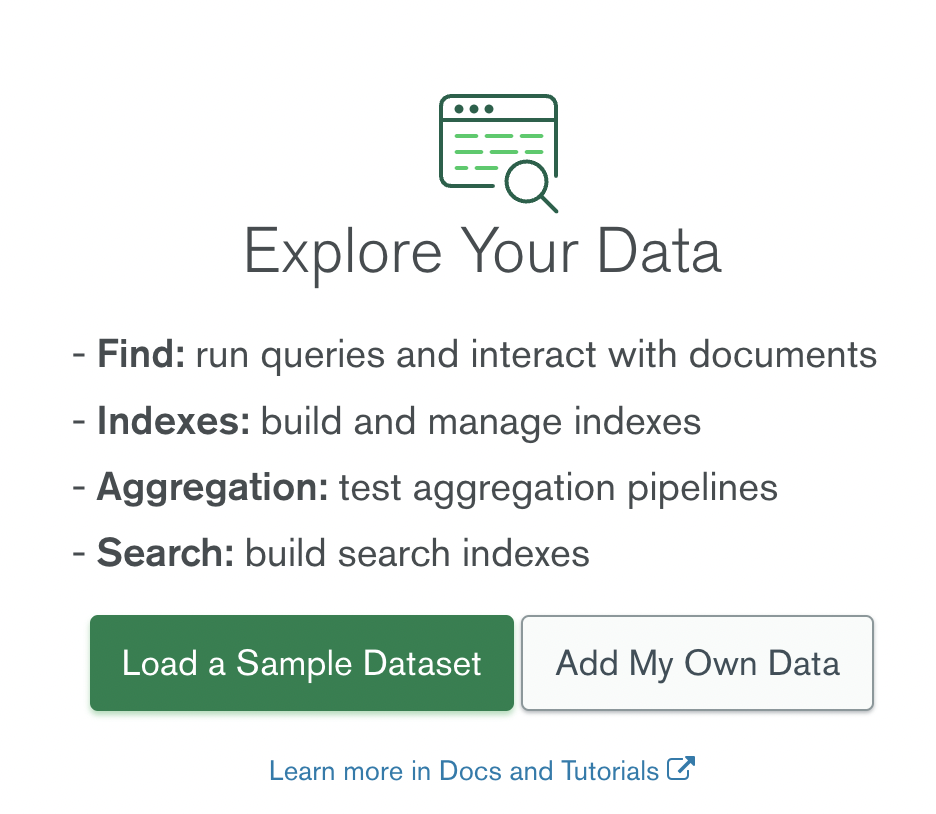 Explore Your Data
- Find: run queries and interact with documents
- Indexes: build and manage indexes
- Aggregation: test aggregation pipelines
- Search: build search indexes
Load a Sample Dataset
Add My Own Data
Learn more in Docs and Tutorials